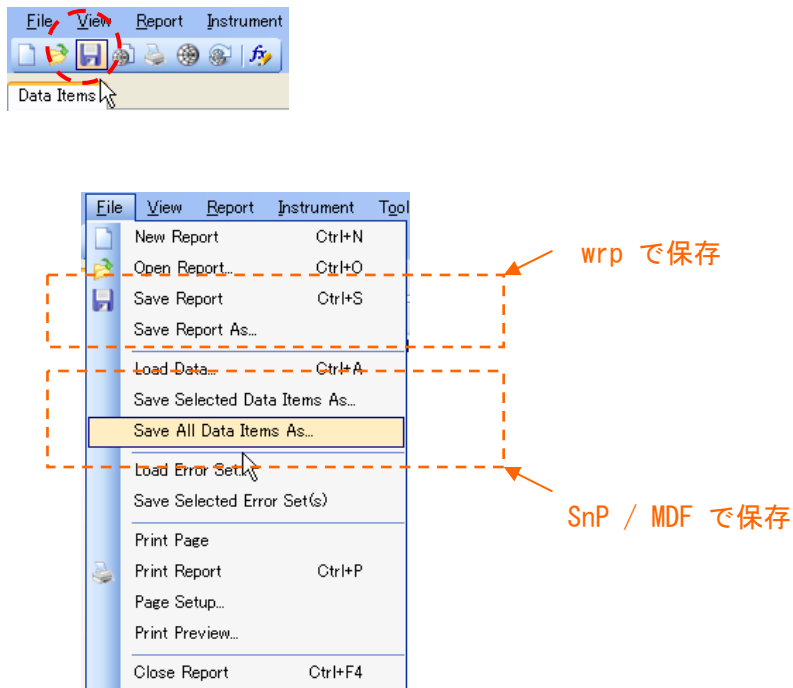 File View Report Instrument
Data Items
File View Report Instrument Tool
New Report Ctrl+N
Open Report... Ctrl+O
Save Report Ctrl+S
Save Report As...
Load Data... Ctrl+A
Save Selected Data Items As...
Save All Data Items As...
Load Error Set...
Save Selected Error Set(s)
Print Page
Print Report Ctrl+P
Page Setup...
Print Preview...
Close Report Ctrl+F4
wrp で保存
SnP / MDF で保存